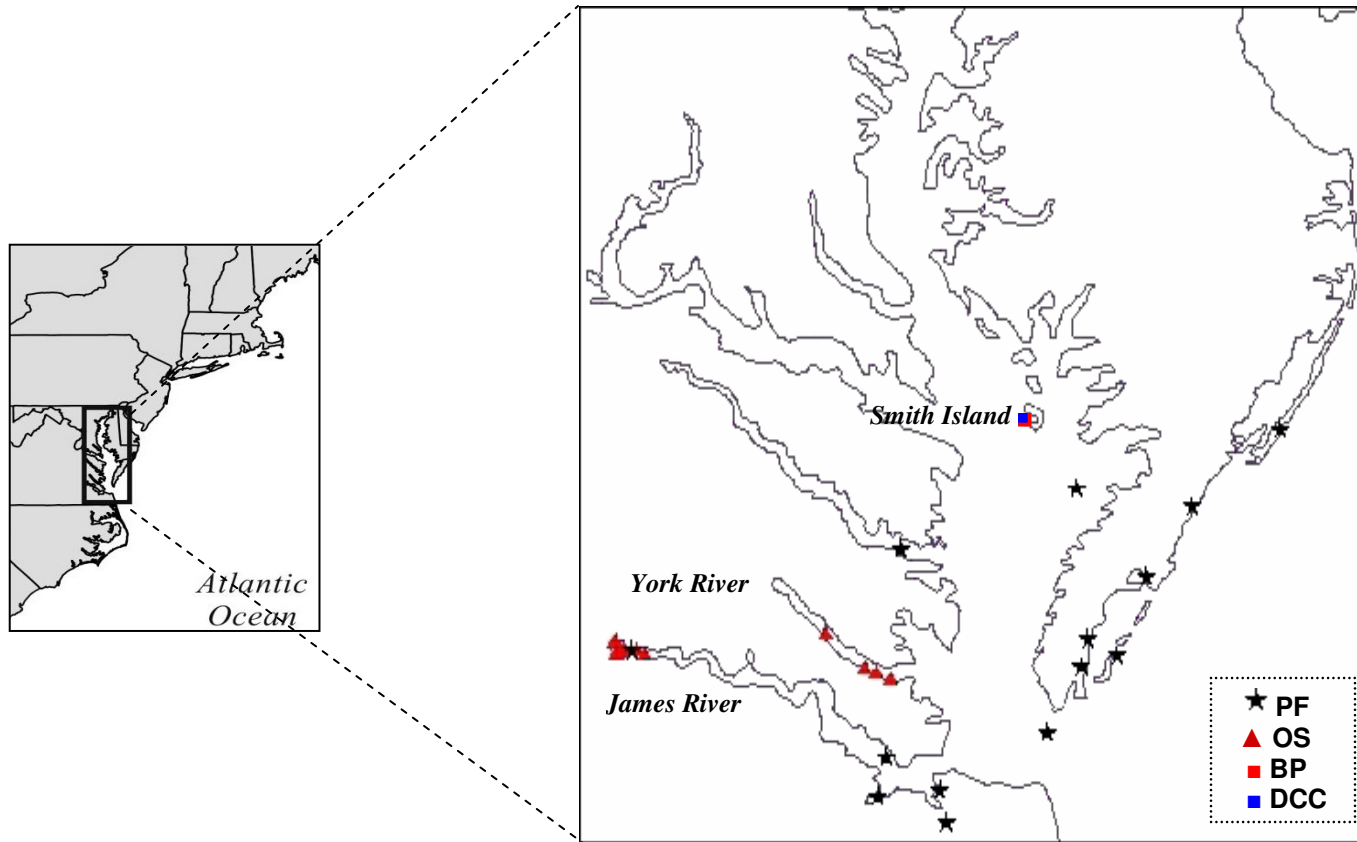 Atlantic
Ocean
Smith Island
York River
James River
PF
OS
BP
DCC